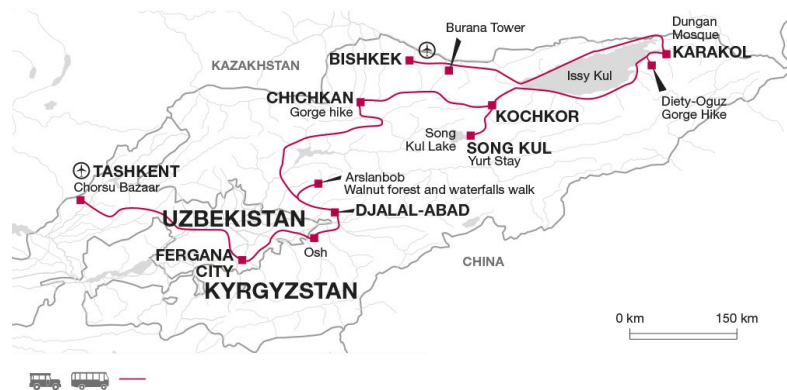 Burana Tower
Dungan
Mosque
BISHKEK
KARAKOL
KAZAKHSTAN
Issy Kul
CHICHKAN
Gorge hike
KOCHKOR
Diety-Oguz
Gorge Hike
Song
Kul Lake
SONG KUL
Yurt Stay
TASHKENT
Chorsu Bazaar
Arslanbob
Walnut forest and waterfalls walk
UZBEKISTAN
DJALAL-ABAD
FERGANA
CITY
Osh
CHINA
KYRGYZSTAN
0 km
150 km